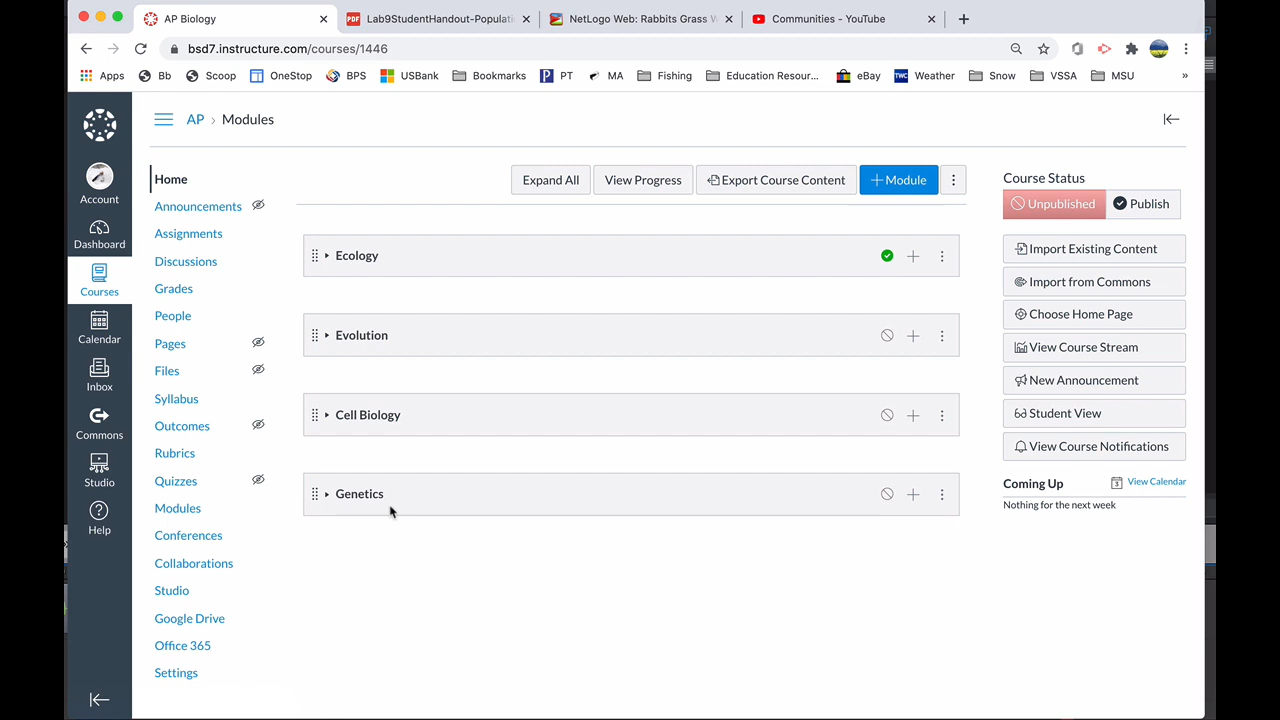 AP Biology
Lab9StudentHandout-Populati
NetLogo Web: Rabbits Grass W
Communities - YouTube
bsd7.instructure.com/courses/1446
Apps
Bb
Scoop
OneStop
BPS
USBank
Bookmarks
PT
MA
Fishing
Education Resour...
eBay
Weather
Snow
VSSA
MSU
»
AP › Modules
Account
Dashboard
Courses
Calendar
Inbox
Commons
Studio
Help
Home
Announcements
Assignments
Discussions
Grades
People
Pages
Files
Syllabus
Outcomes
Rubrics
Quizzes
Modules
Conferences
Collaborations
Studio
Google Drive
Office 365
Settings
Expand All
View Progress
Export Course Content
+ Module
Ecology
Evolution
Cell Biology
Genetics
Course Status
Unpublished
Publish
Import Existing Content
Import from Commons
Choose Home Page
View Course Stream
New Announcement
Student View
View Course Notifications
Coming Up
3
View Calendar
Nothing for the next week